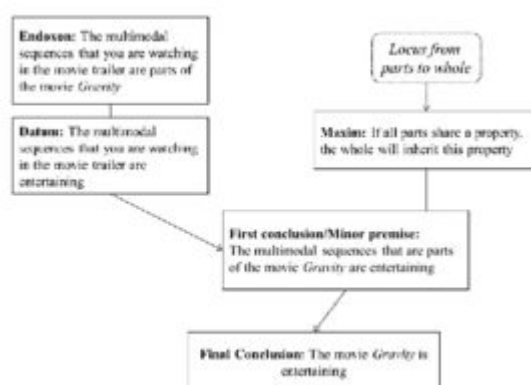 Endoxon: The multimodal
sequences that you are watching
in the movie trailer are parts of
the movie Gravity
Datum: The multimodal
sequences that you are watching
in the movie trailer are
entertaining
Locus from
parts to whole
Maxim: If all parts share a property,
the whole will inherit this property
First conclusion/Minor premise:
The multimodal sequences that are parts
of the movie Gravity are entertaining
Final Conclusion: The movie Gravity is
entertaining